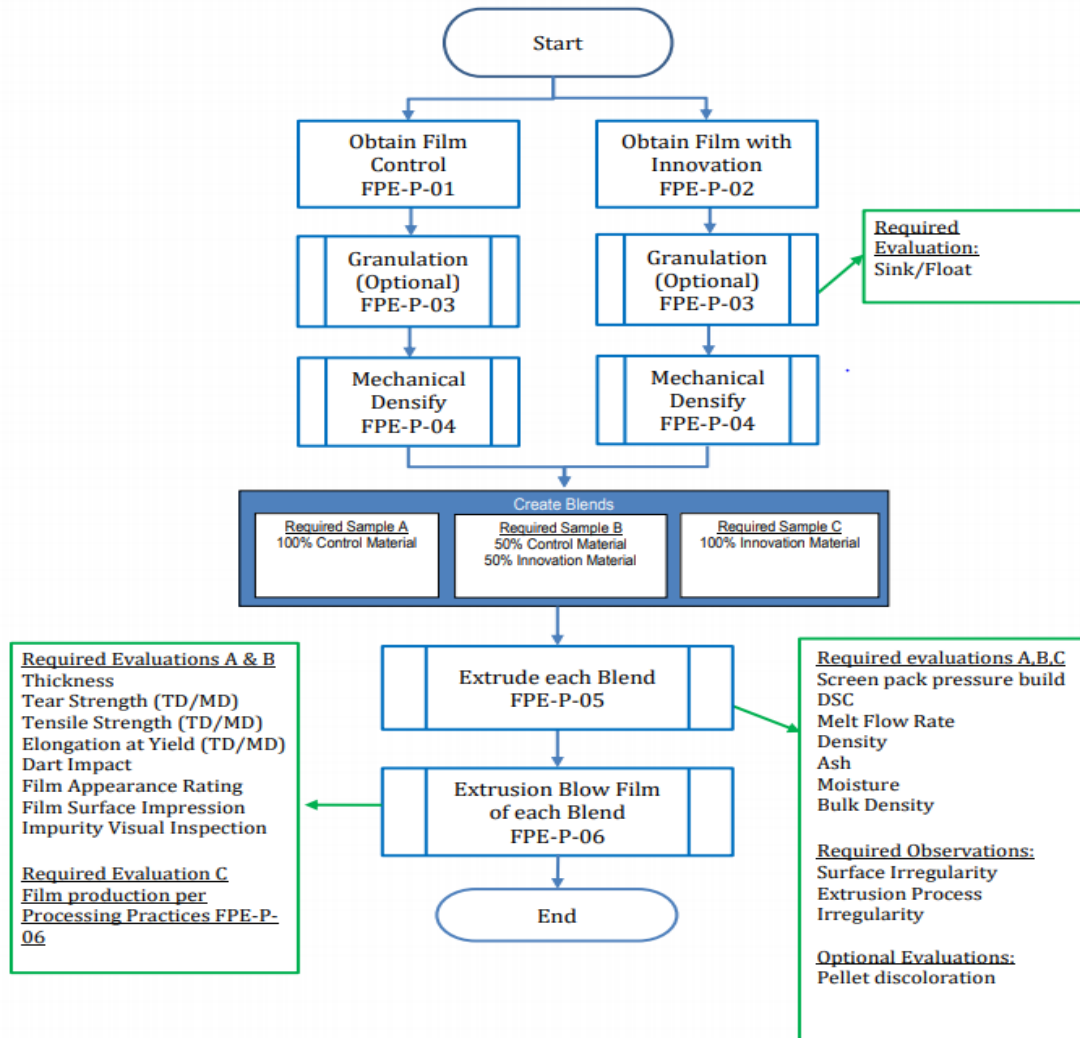 Start
Obtain Film
Control
FPE-P-01
Obtain Film with
Innovation
FPE-P-02
Granulation
(Optional)
FPE-P-03
Granulation
(Optional)
FPE-P-03
Required
Evaluation:
Sink/Float
Mechanical
Densify
FPE-P-04
Mechanical
Densify
FPE-P-04
Create Blends
Required Sample A
100% Control Material
Required Sample B
50% Control Material
50% Innovation Material
Required Sample C
100% Innovation Material
Extrude each Blend
FPE-P-05
Required evaluations A,B,C
Screen pack pressure build
DSC
Melt Flow Rate
Density
Ash
Moisture
Bulk Density
Required Observations:
Surface Irregularity
Extrusion Process
Irregularity
Optional Evaluations:
Pellet discoloration
Extrusion Blow Film
of each Blend
FPE-P-06
Required Evaluations A & B
Thickness
Tear Strength (TD/MD)
Tensile Strength (TD/MD)
Elongation at Yield (TD/MD)
Dart Impact
Film Appearance Rating
Film Surface Impression
Impurity Visual Inspection
Required Evaluation C
Film production per
Processing Practices FPE-P-
06
End